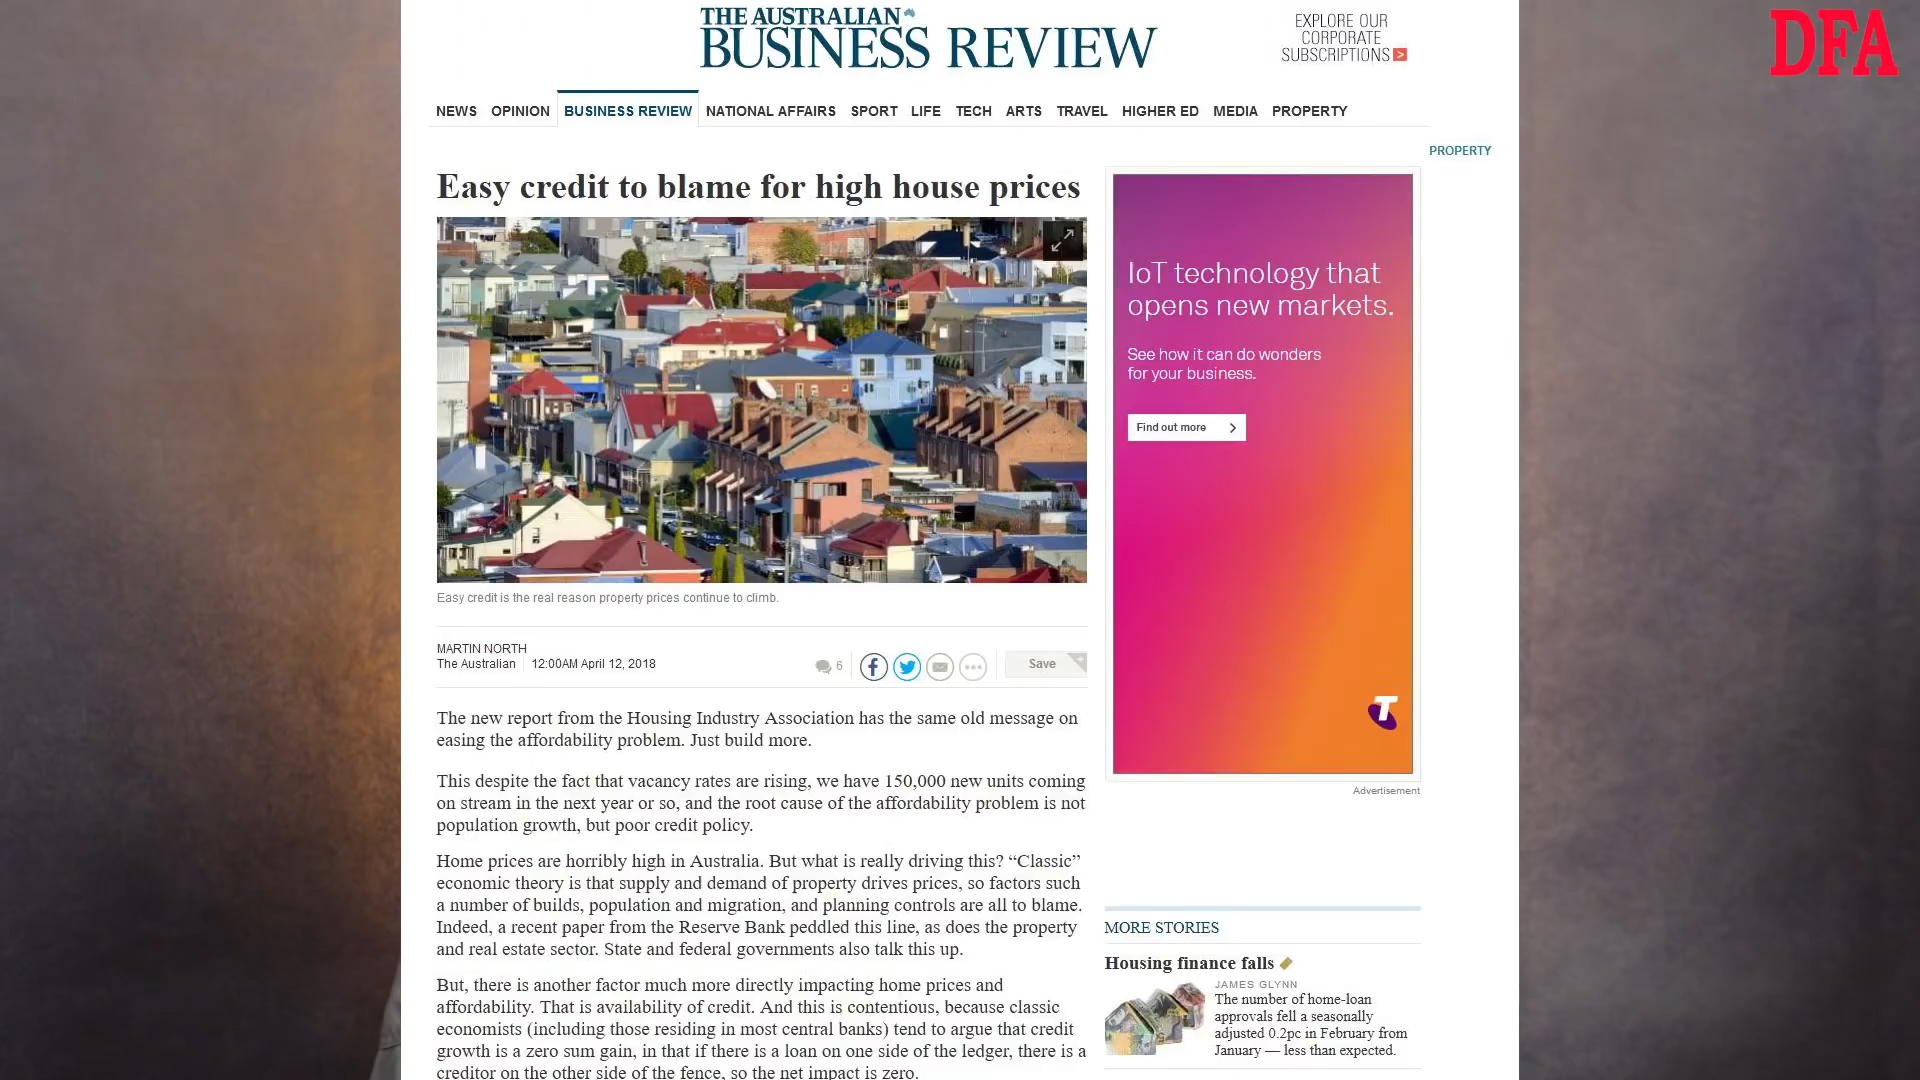 THE AUSTRALIAN
BUSINESS REVIEW
EXPLORE OUR
CORPORATE
SUBSCRIPTIONS >
DFA
NEWS OPINION BUSINESS REVIEW NATIONAL AFFAIRS SPORT LIFE TECH ARTS TRAVEL HIGHER ED MEDIA PROPERTY
PROPERTY
Easy credit to blame for high house prices
Easy credit is the real reason property prices continue to climb.
MARTIN NORTH
The Australian 12:00AM April 12, 2018
6
Save
The new report from the Housing Industry Association has the same old message on
easing the affordability problem. Just build more.
This despite the fact that vacancy rates are rising, we have 150,000 new units coming
on stream in the next year or so, and the root cause of the affordability problem is not
population growth, but poor credit policy.
Home prices are horribly high in Australia. But what is really driving this? “Classic”
economic theory is that supply and demand of property drives prices, so factors such
a number of builds, population and migration, and planning controls are all to blame.
Indeed, a recent paper from the Reserve Bank peddled this line, as does the property
and real estate sector. State and federal governments also talk this up.
But, there is another factor much more directly impacting home prices and
affordability. That is availability of credit. And this is contentious, because classic
economists (including those residing in most central banks) tend to argue that credit
growth is a zero sum gain, in that if there is a loan on one side of the ledger, there is a
creditor on the other side of the fence, so the net impact is zero.
IoT technology that
opens new markets.
See how it can do wonders
for your business.
Find out more
T
Advertisement
MORE STORIES
Housing finance falls
JAMES GLYNN
The number of home-loan
approvals fell a seasonally
adjusted 0.2pc in February from
January — less than expected.